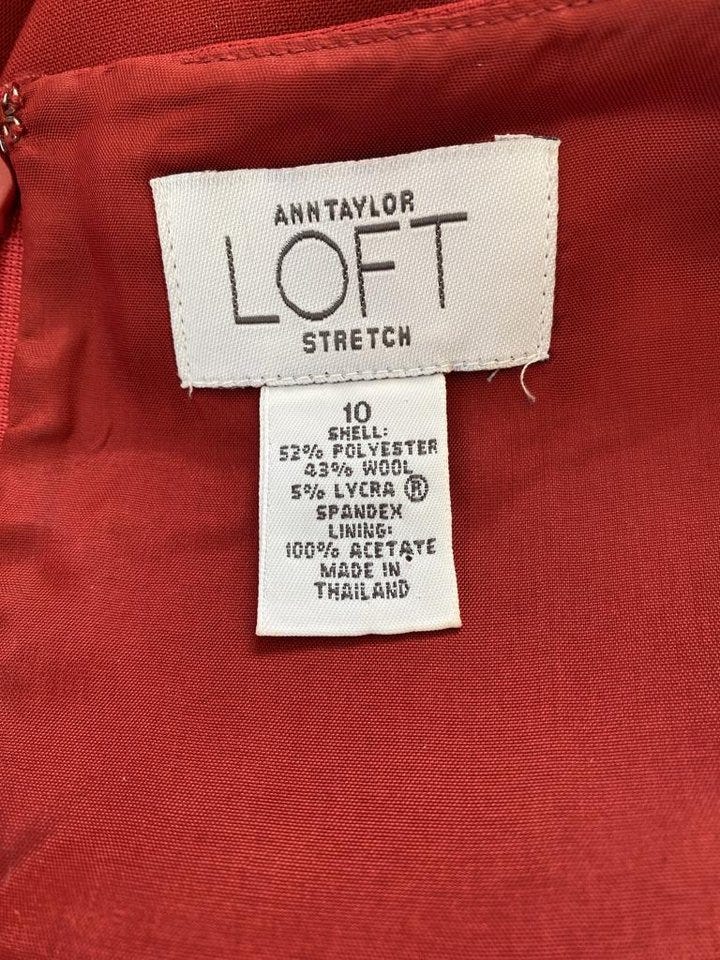 ANNTAYLOR
LOFT
STRETCH
10
SHELL:
52% POLYESTER
43% WOOL
5% LYCRA ®
SPANDEX
LINING:
100% ACETATE
MADE IN
THAILAND